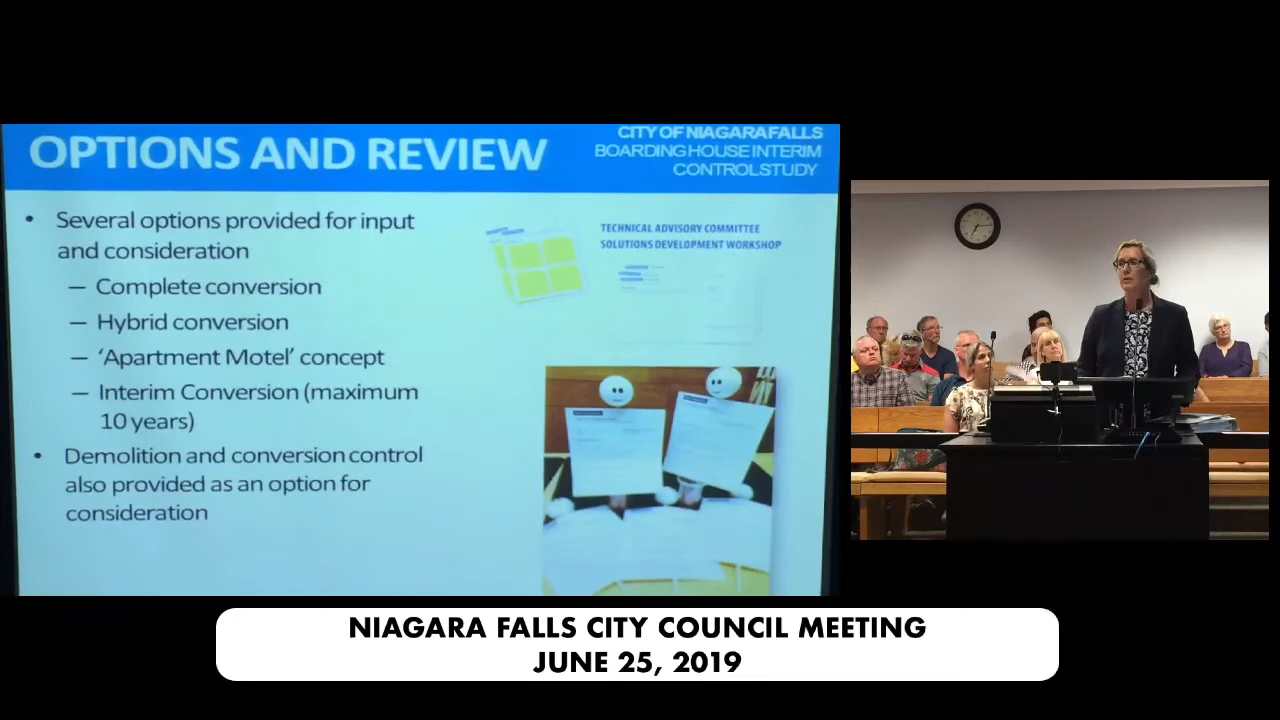 OPTIONS AND REVIEW
CITY OF NIAGARA FALLS
BOARDING HOUSE INTERIM
CONTROL STUDY
• Several options provided for input
and consideration
– Complete conversion
– Hybrid conversion
– ‘Apartment Motel’ concept
– Interim Conversion (maximum
10 years)
• Demolition and conversion control
also provided as an option for
consideration
TECHNICAL ADVISORY COMMITTEE
SOLUTIONS DEVELOPMENT WORKSHOP
NIAGARA FALLS CITY COUNCIL MEETING
JUNE 25, 2019